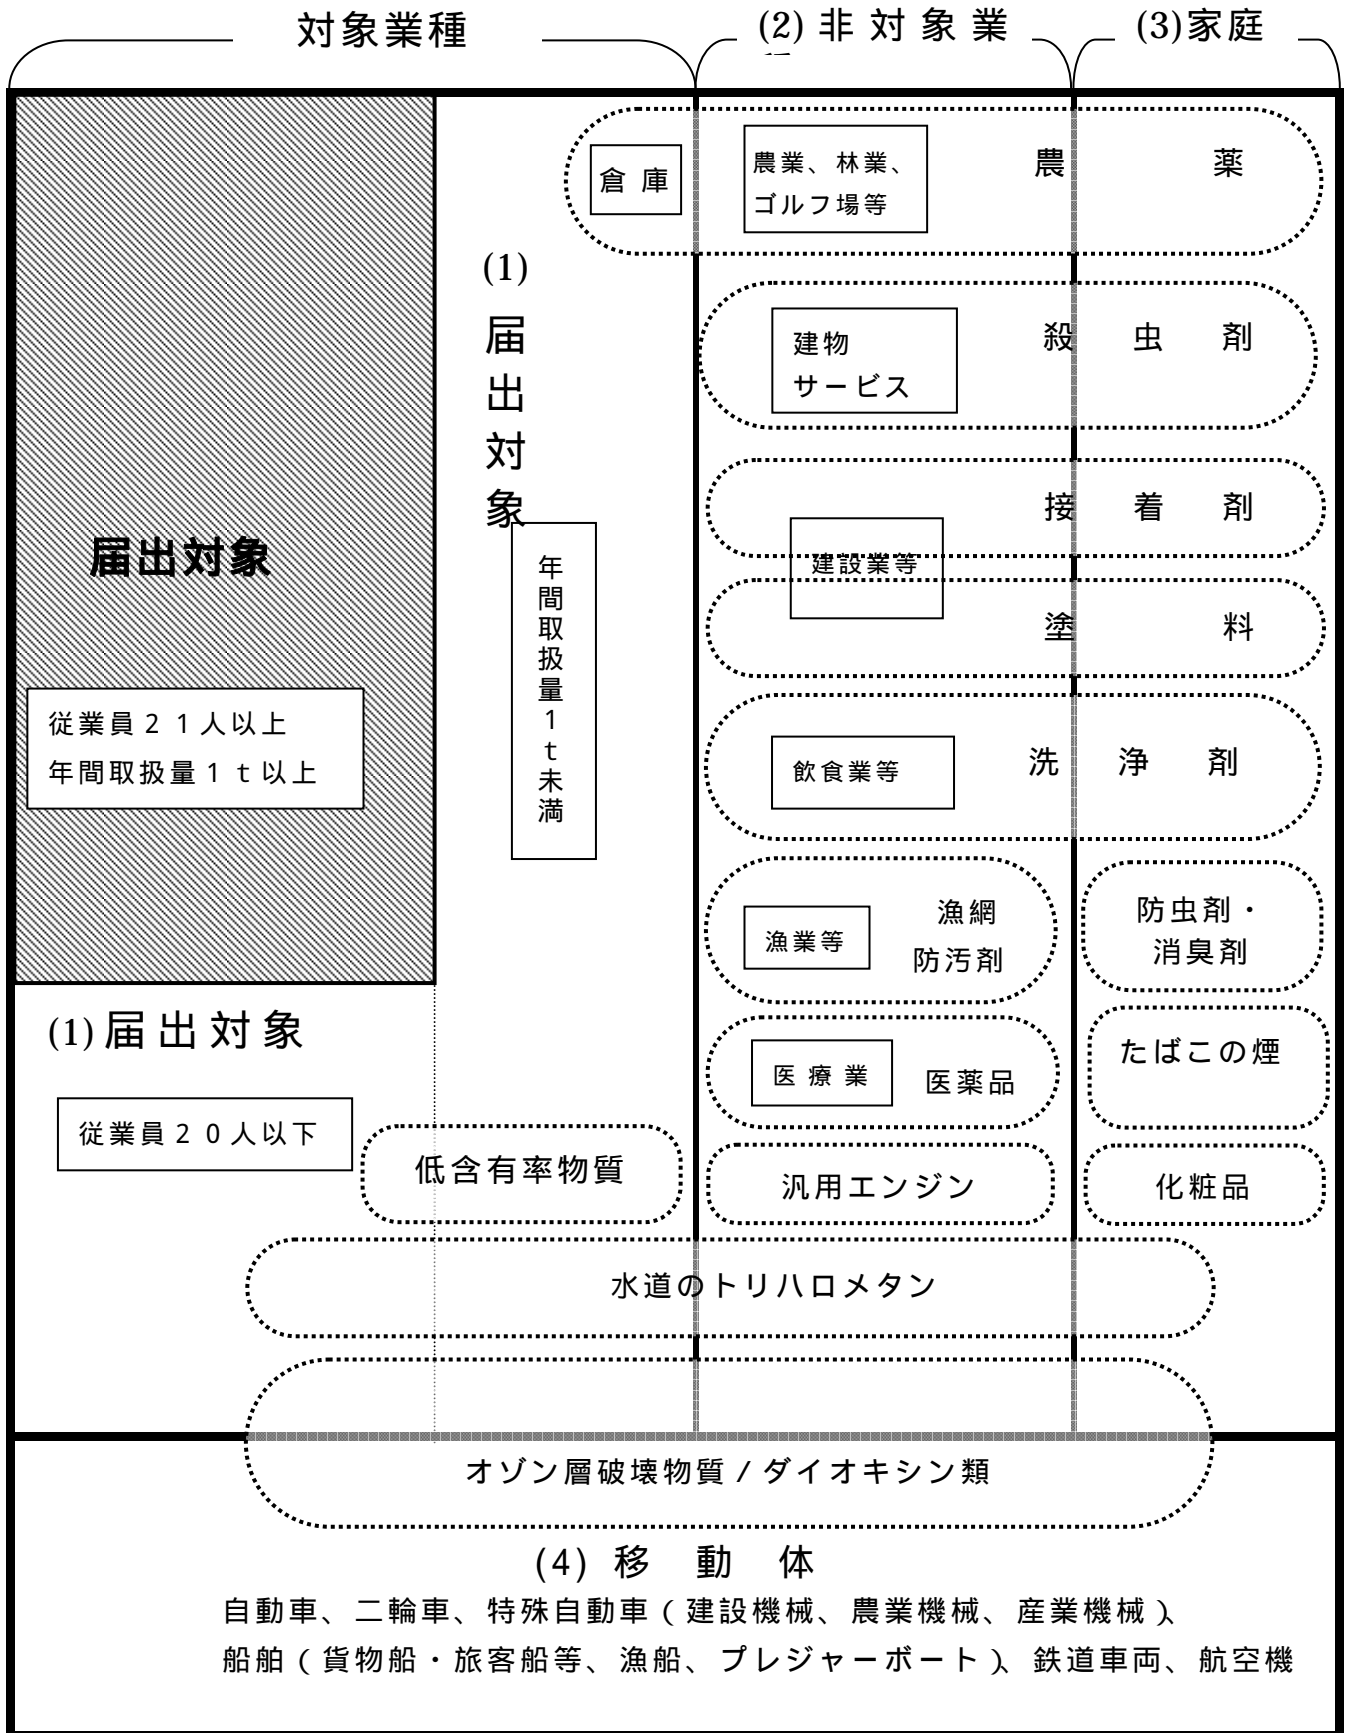 対象業種
(2) 非対象業
(3)家庭
倉庫
農業、林業、
ゴルフ場等
農薬
(1)
届出対象
建物
サービス
殺虫剤
接着剤
建設業等
塗料
届出対象
年間取扱量1t未満
従業員21人以上
年間取扱量1t以上
飲食業等
洗浄剤
漁業等
漁網
防汚剤
防虫剤・
消臭剤
(1)届出対象
医療業
医薬品
たばこの煙
従業員20人以下
低含有率物質
汎用エンジン
化粧品
水道のトリハロメタン
オゾン層破壊物質/ダイオキシン類
(4) 移動体
自動車、二輪車、特殊自動車(建設機械、農業機械、産業機械)、
船舶(貨物船・旅客船等、漁船、プレジャーボート)、鉄道車両、航空機